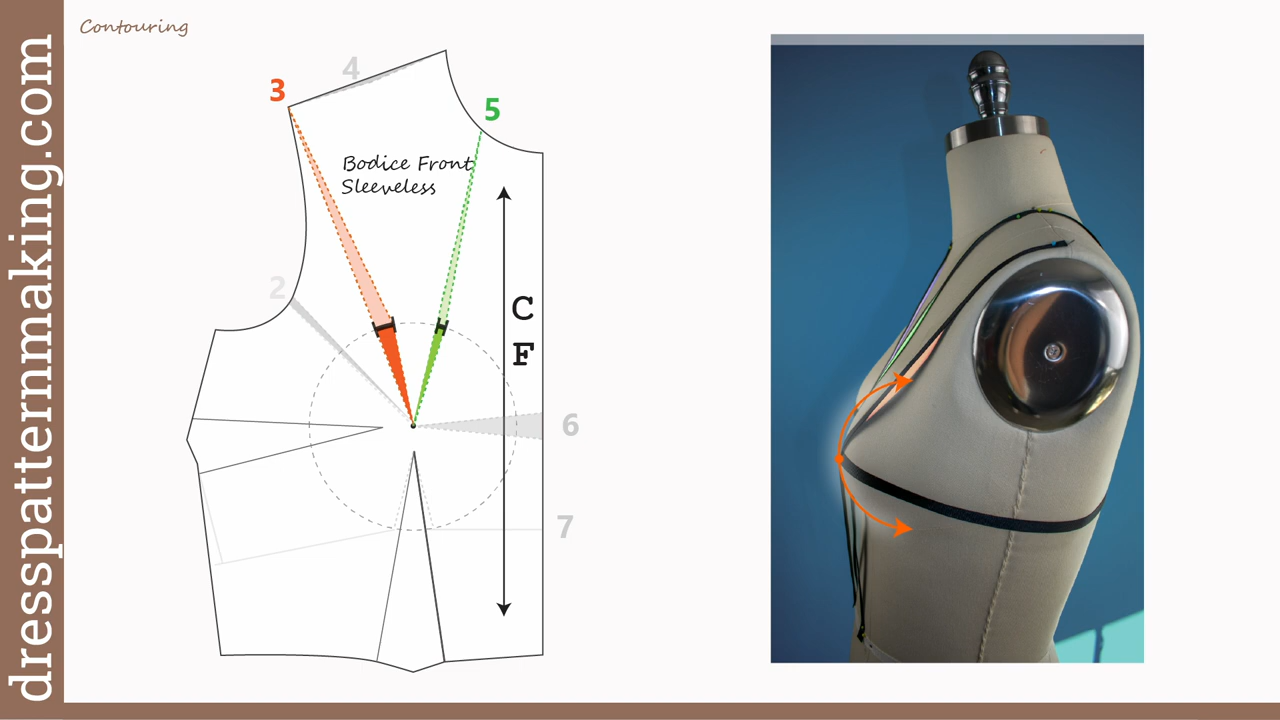 dresspatternmaking.com
Contouring
4
3
5
Bodice Front
Sleeveless
2
C
F
6
7